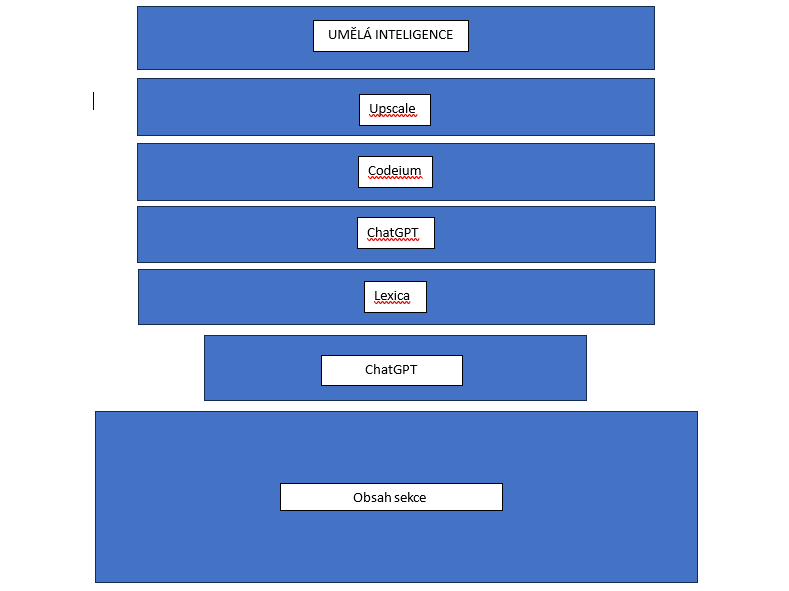 UMĚLÁ INTELIGENCE
Upscale
Codeium
ChatGPT
Lexica
ChatGPT
Obsah sekce